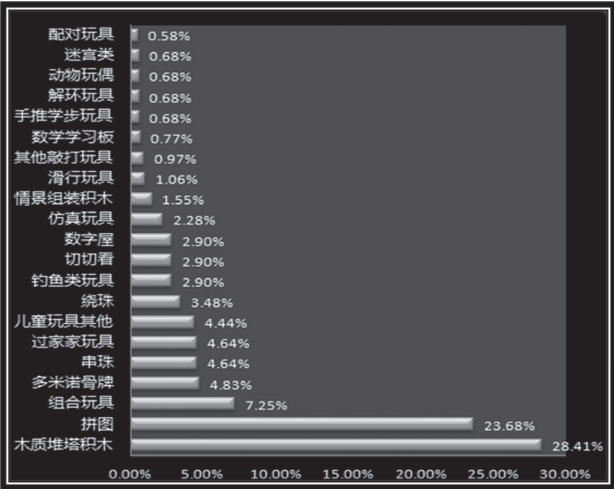 配对玩具 0.58%
迷宫类 0.68%
动物玩偶 0.68%
解环玩具 0.68%
手推学步玩具 0.68%
数学学习板 0.77%
其他敲打玩具 0.97%
滑行玩具 1.06%
情景组装积木 1.55%
仿真玩具 2.28%
数字屋 2.90%
切切看 2.90%
钓鱼类玩具 2.90%
绕珠 3.48%
儿童玩具其他 4.44%
过家家玩具 4.64%
串珠 4.64%
多米诺骨牌 4.83%
组合玩具 7.25%
拼图 23.68%
木质堆塔积木 28.41%
0.00% 5.00% 10.00% 15.00% 20.00% 25.00% 30.00%